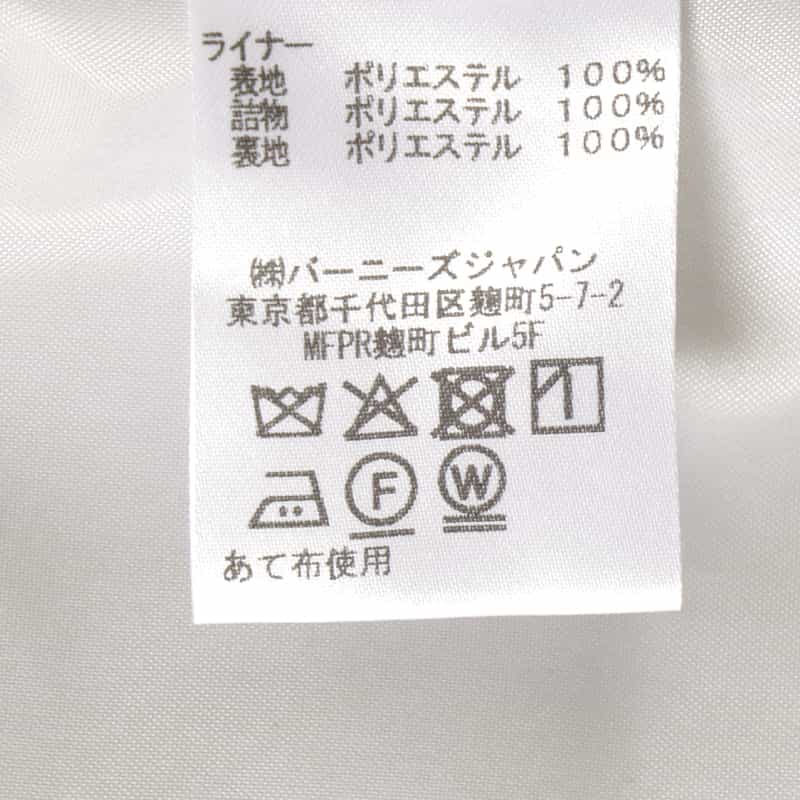 ライナー
表地 ポリエステル 100%
詰物 ポリエステル 100%
裏地 ポリエステル 100%
㈱バーニーズジャパン
東京都千代田区麹町5-7-2
MFPR麹町ビル5F
F W
あて布使用